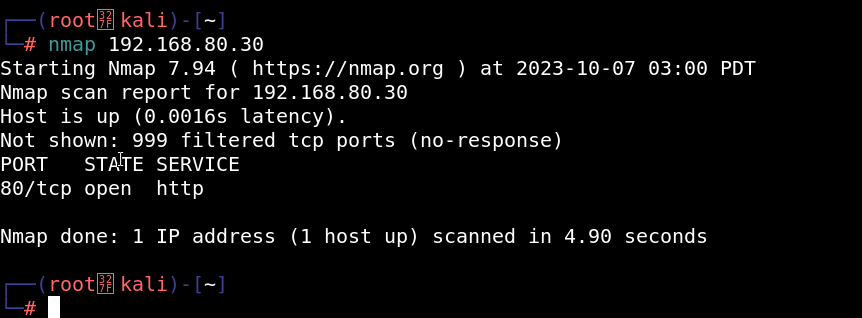 ┌──(root㉿kali)-[~]
└─# nmap 192.168.80.30
Starting Nmap 7.94 ( https://nmap.org ) at 2023-10-07 03:00 PDT
Nmap scan report for 192.168.80.30
Host is up (0.0016s latency).
Not shown: 999 filtered tcp ports (no-response)
PORT   STATE SERVICE
80/tcp open  http
Nmap done: 1 IP address (1 host up) scanned in 4.90 seconds
┌──(root㉿kali)-[~]
└─#